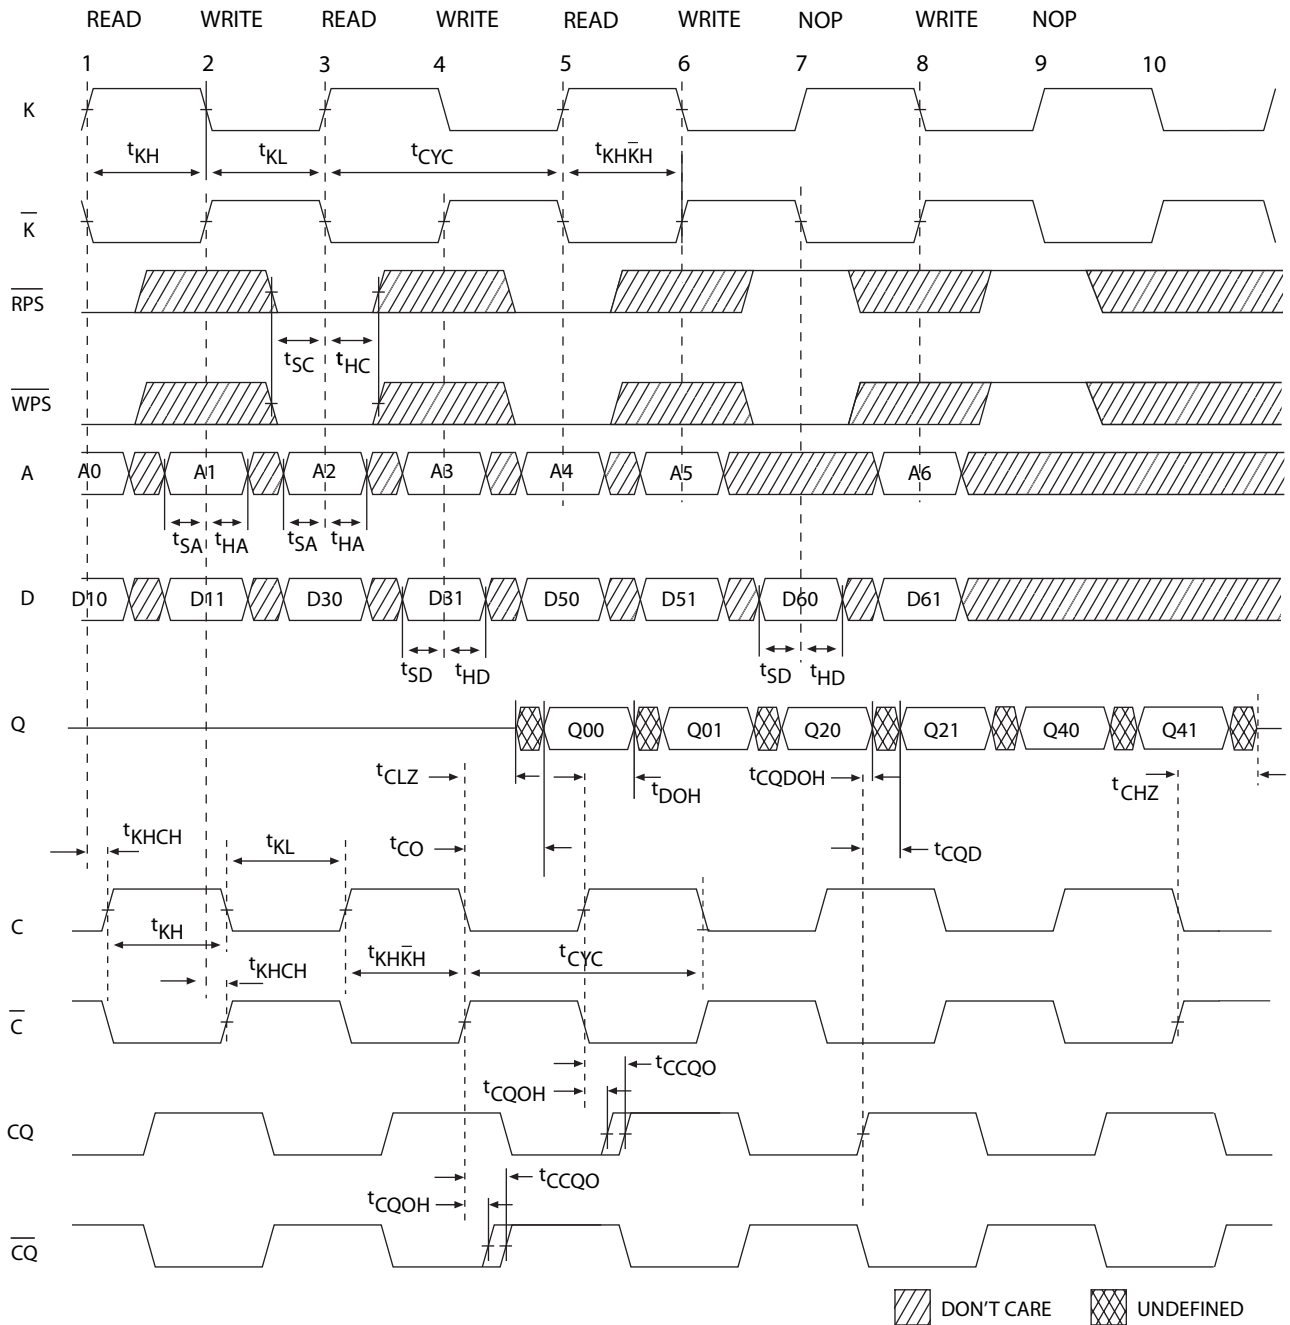 READ WRITE READ WRITE READ WRITE NOP WRITE NOP
1 2 3 4 5 6 7 8 9 10
K
tKH tKL tCYC tKHK̅H
K̅
R̅P̅S̅
tSC tHC
W̅P̅S̅
A A0 A1 A2 A3 A4 A5 A6
tSA tHA tSA tHA
D D10 D11 D30 D31 D50 D51 D60 D61
tSD tHD tSD tHD
Q Q00 Q01 Q20 Q21 Q40 Q41
tCLZ tDOH tCQDOH tCHZ
tKHCH tKL tCO tCQD
C
tKH tKHK̅H tCYC
tKHCH
C̅
tCCQO
tCQOH
CQ
tCCQO
tCQOH
C̅Q̅
DON'T CARE UNDEFINED